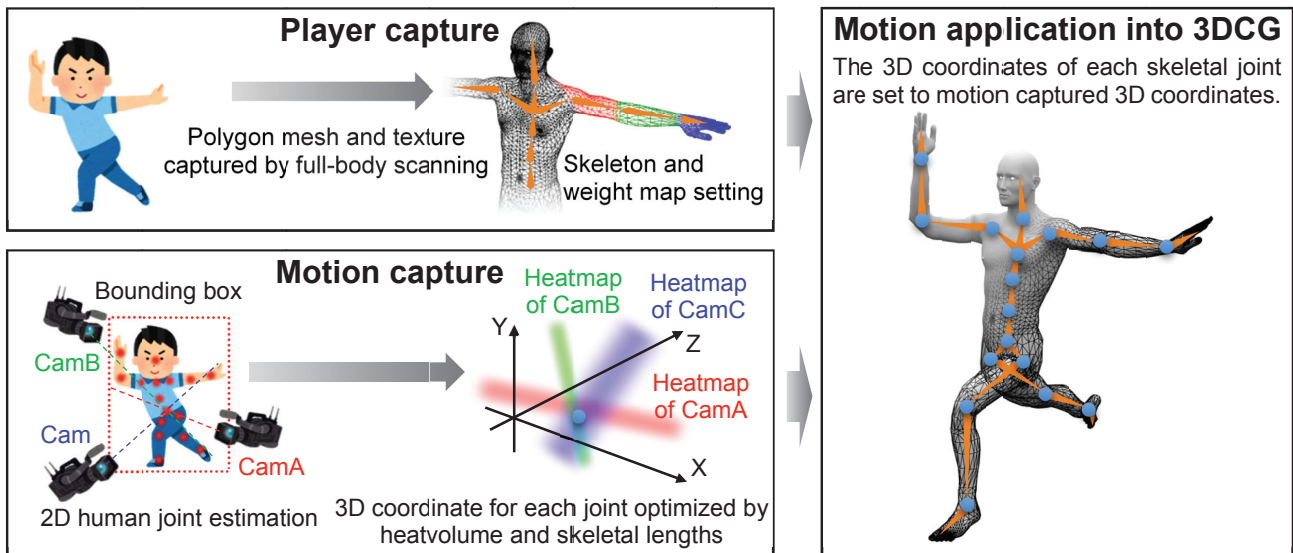 Player capture
Polygon mesh and texture
captured by full-body scanning
Skeleton and
weight map setting
Motion capture
Bounding box
CamB
Cam
CamA
2D human joint estimation
Heatmap
of CamB
Heatmap
of CamC
Heatmap
of CamA
Y
Z
X
3D coordinate for each joint optimized by
heatvolume and skeletal lengths
Motion application into 3DCG
The 3D coordinates of each skeletal joint
are set to motion captured 3D coordinates.